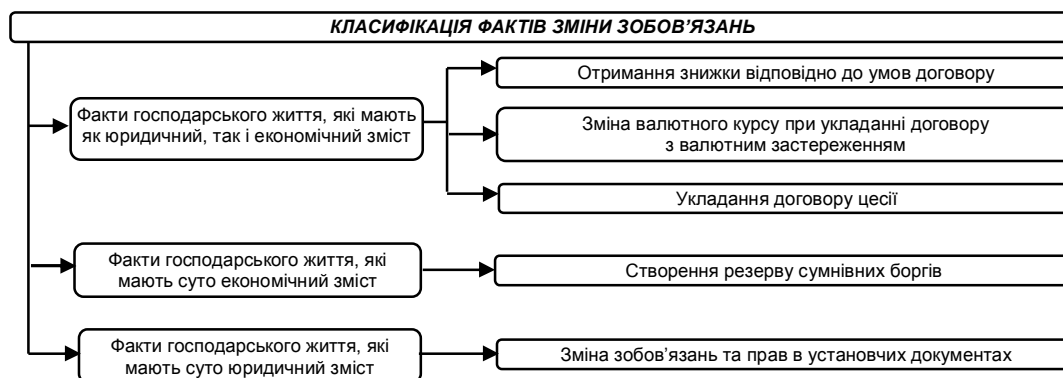 КЛАСИФІКАЦІЯ ФАКТІВ ЗМІНИ ЗОБОВ’ЯЗАНЬ
Факти господарського життя, які мають
як юридичний, так і економічний зміст
Отримання знижки відповідно до умов договору
Зміна валютного курсу при укладанні договору
з валютним застереженням
Укладання договору цесії
Факти господарського життя, які
мають суто економічний зміст
Створення резерву сумнівних боргів
Факти господарського життя, які
мають суто юридичний зміст
Зміна зобов’язань та прав в установчих документах